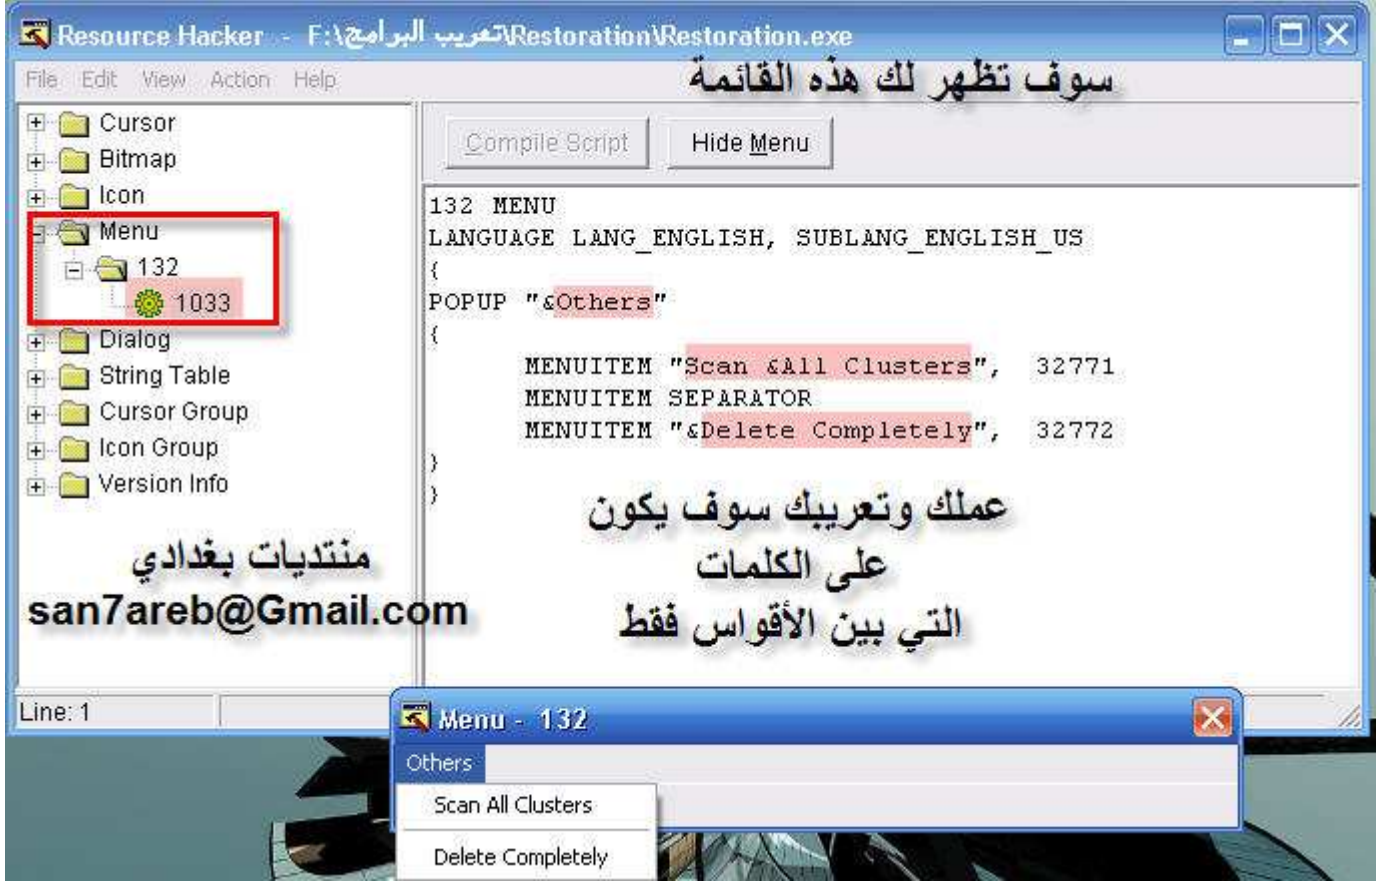 Resource Hacker - F:\تعريب البرامج\Restoration\Restoration.exe
File Edit View Action Help
سوف تظهر لك هذه القائمة
Cursor
Bitmap
Icon
Menu
132
1033
Dialog
String Table
Cursor Group
Icon Group
Version Info
منتديات بغدادي
san7areb@Gmail.com
Compile Script Hide Menu
132 MENU
LANGUAGE LANG_ENGLISH, SUBLANG_ENGLISH_US
{
POPUP "&Others"
{
MENUITEM "Scan &All Clusters", 32771
MENUITEM SEPARATOR
MENUITEM "&Delete Completely", 32772
}
}
عملك وتعريبك سوف يكون
على الكلمات
التي بين الأقواس فقط
Line: 1
Menu - 132
Others
Scan All Clusters
Delete Completely